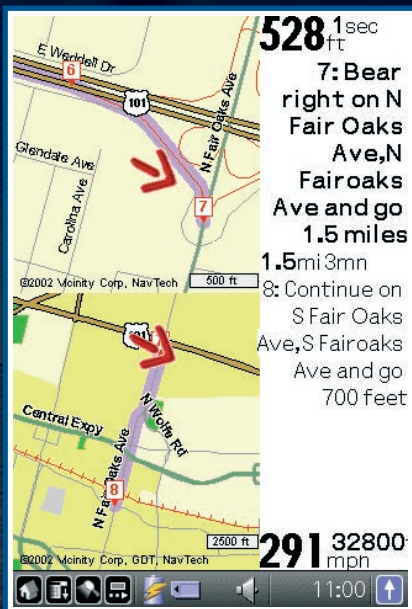 E Weddell Dr
6
101
N Fair Oaks Ave
Glendale Ave
Carolina Ave
7
©2002 Vicinity Corp, NavTech
500 ft
101
N Wolfe Rd
Central Expy
N Fair Oaks Ave
8
2500 ft
©2002 Vicinity Corp, GDT, NavTech
528 ft 1 sec
7: Bear
right on N
Fair Oaks
Ave,N
Fairoaks
Ave and go
1.5 miles
1.5mi 3mn
8: Continue on
S Fair Oaks
Ave,S Fairoaks
Ave and go
700 feet
291 mph 32800
11:00